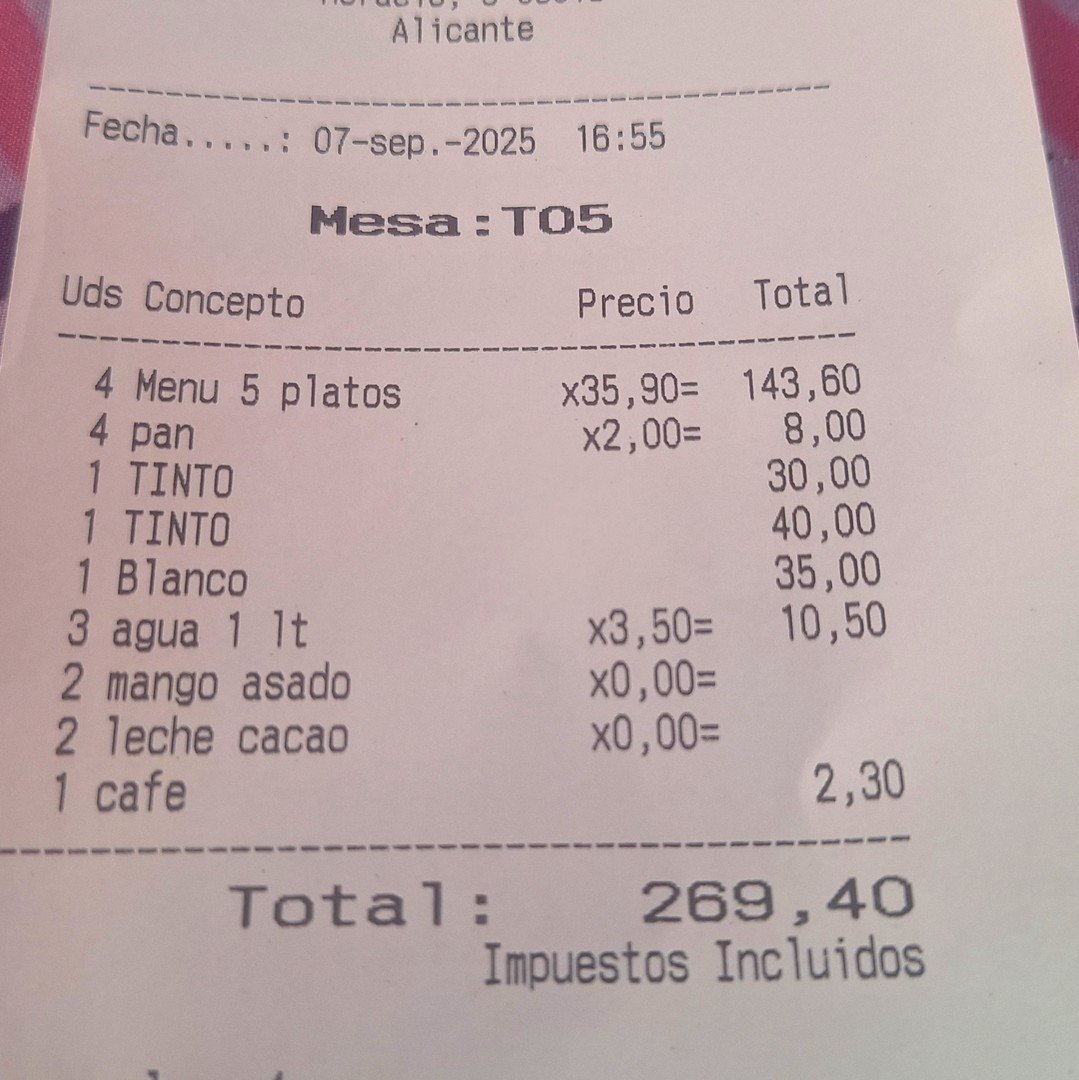 Alicante
Fecha.....: 07-sep.-2025 16:55
Mesa:T05
Uds Concepto Precio Total
4 Menu 5 platos x35,90= 143,60
4 pan x2,00= 8,00
1 TINTO 30,00
1 TINTO 40,00
1 Blanco 35,00
3 agua 1 lt x3,50= 10,50
2 mango asado x0,00=
2 leche cacao x0,00=
1 cafe 2,30
Total: 269,40
Impuestos Incluidos